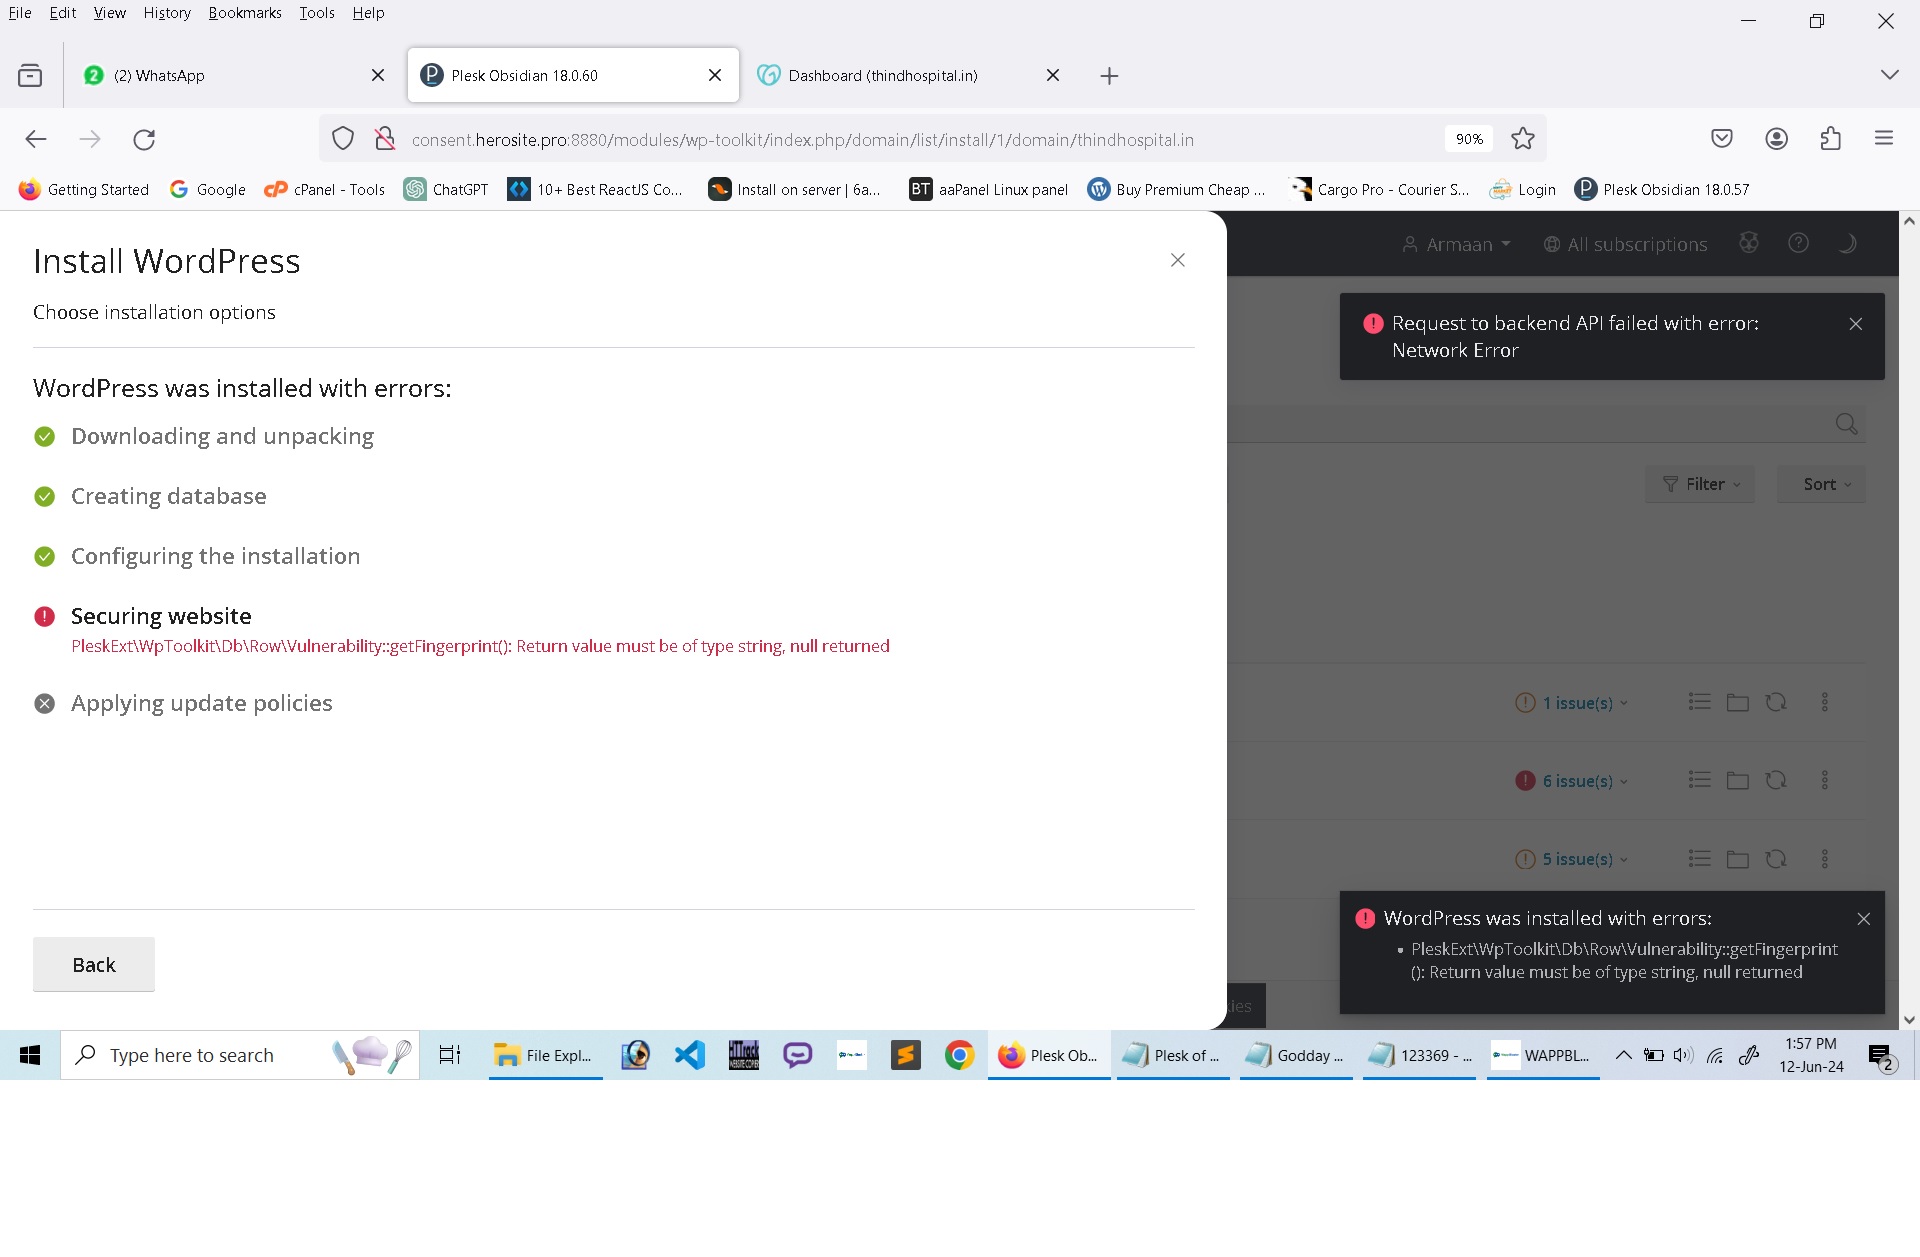 File Edit View History Bookmarks Tools Help
2 (2) WhatsApp
Plesk Obsidian 18.0.60
Dashboard (thindhospital.in)
consent.herosite.pro:8880/modules/wp-toolkit/index.php/domain/list/install/1/domain/thindhospital.in
90%
Getting Started
Google
cPanel - Tools
ChatGPT
10+ Best ReactJS Co...
Install on server | 6a...
BT aaPanel Linux panel
Buy Premium Cheap ...
Cargo Pro - Courier S...
Login
Plesk Obsidian 18.0.57
Install WordPress
Armaan
All subscriptions
Choose installation options
Request to backend API failed with error:
Network Error
WordPress was installed with errors:
Downloading and unpacking
Filter
Sort
Creating database
Configuring the installation
Securing website
PleskExt\WpToolkit\Db\Row\Vulnerability::getFingerprint(): Return value must be of type string, null returned
Applying update policies
1 issue(s)
6 issue(s)
5 issue(s)
WordPress was installed with errors:
• PleskExt\WpToolkit\Db\Row\Vulnerability::getFingerprint
(): Return value must be of type string, null returned
Back
kies
Type here to search
File Expl...
Plesk Ob...
Plesk of ...
Godday ...
123369 - ...
WAPPBL...
1:57 PM
12-Jun-24
2